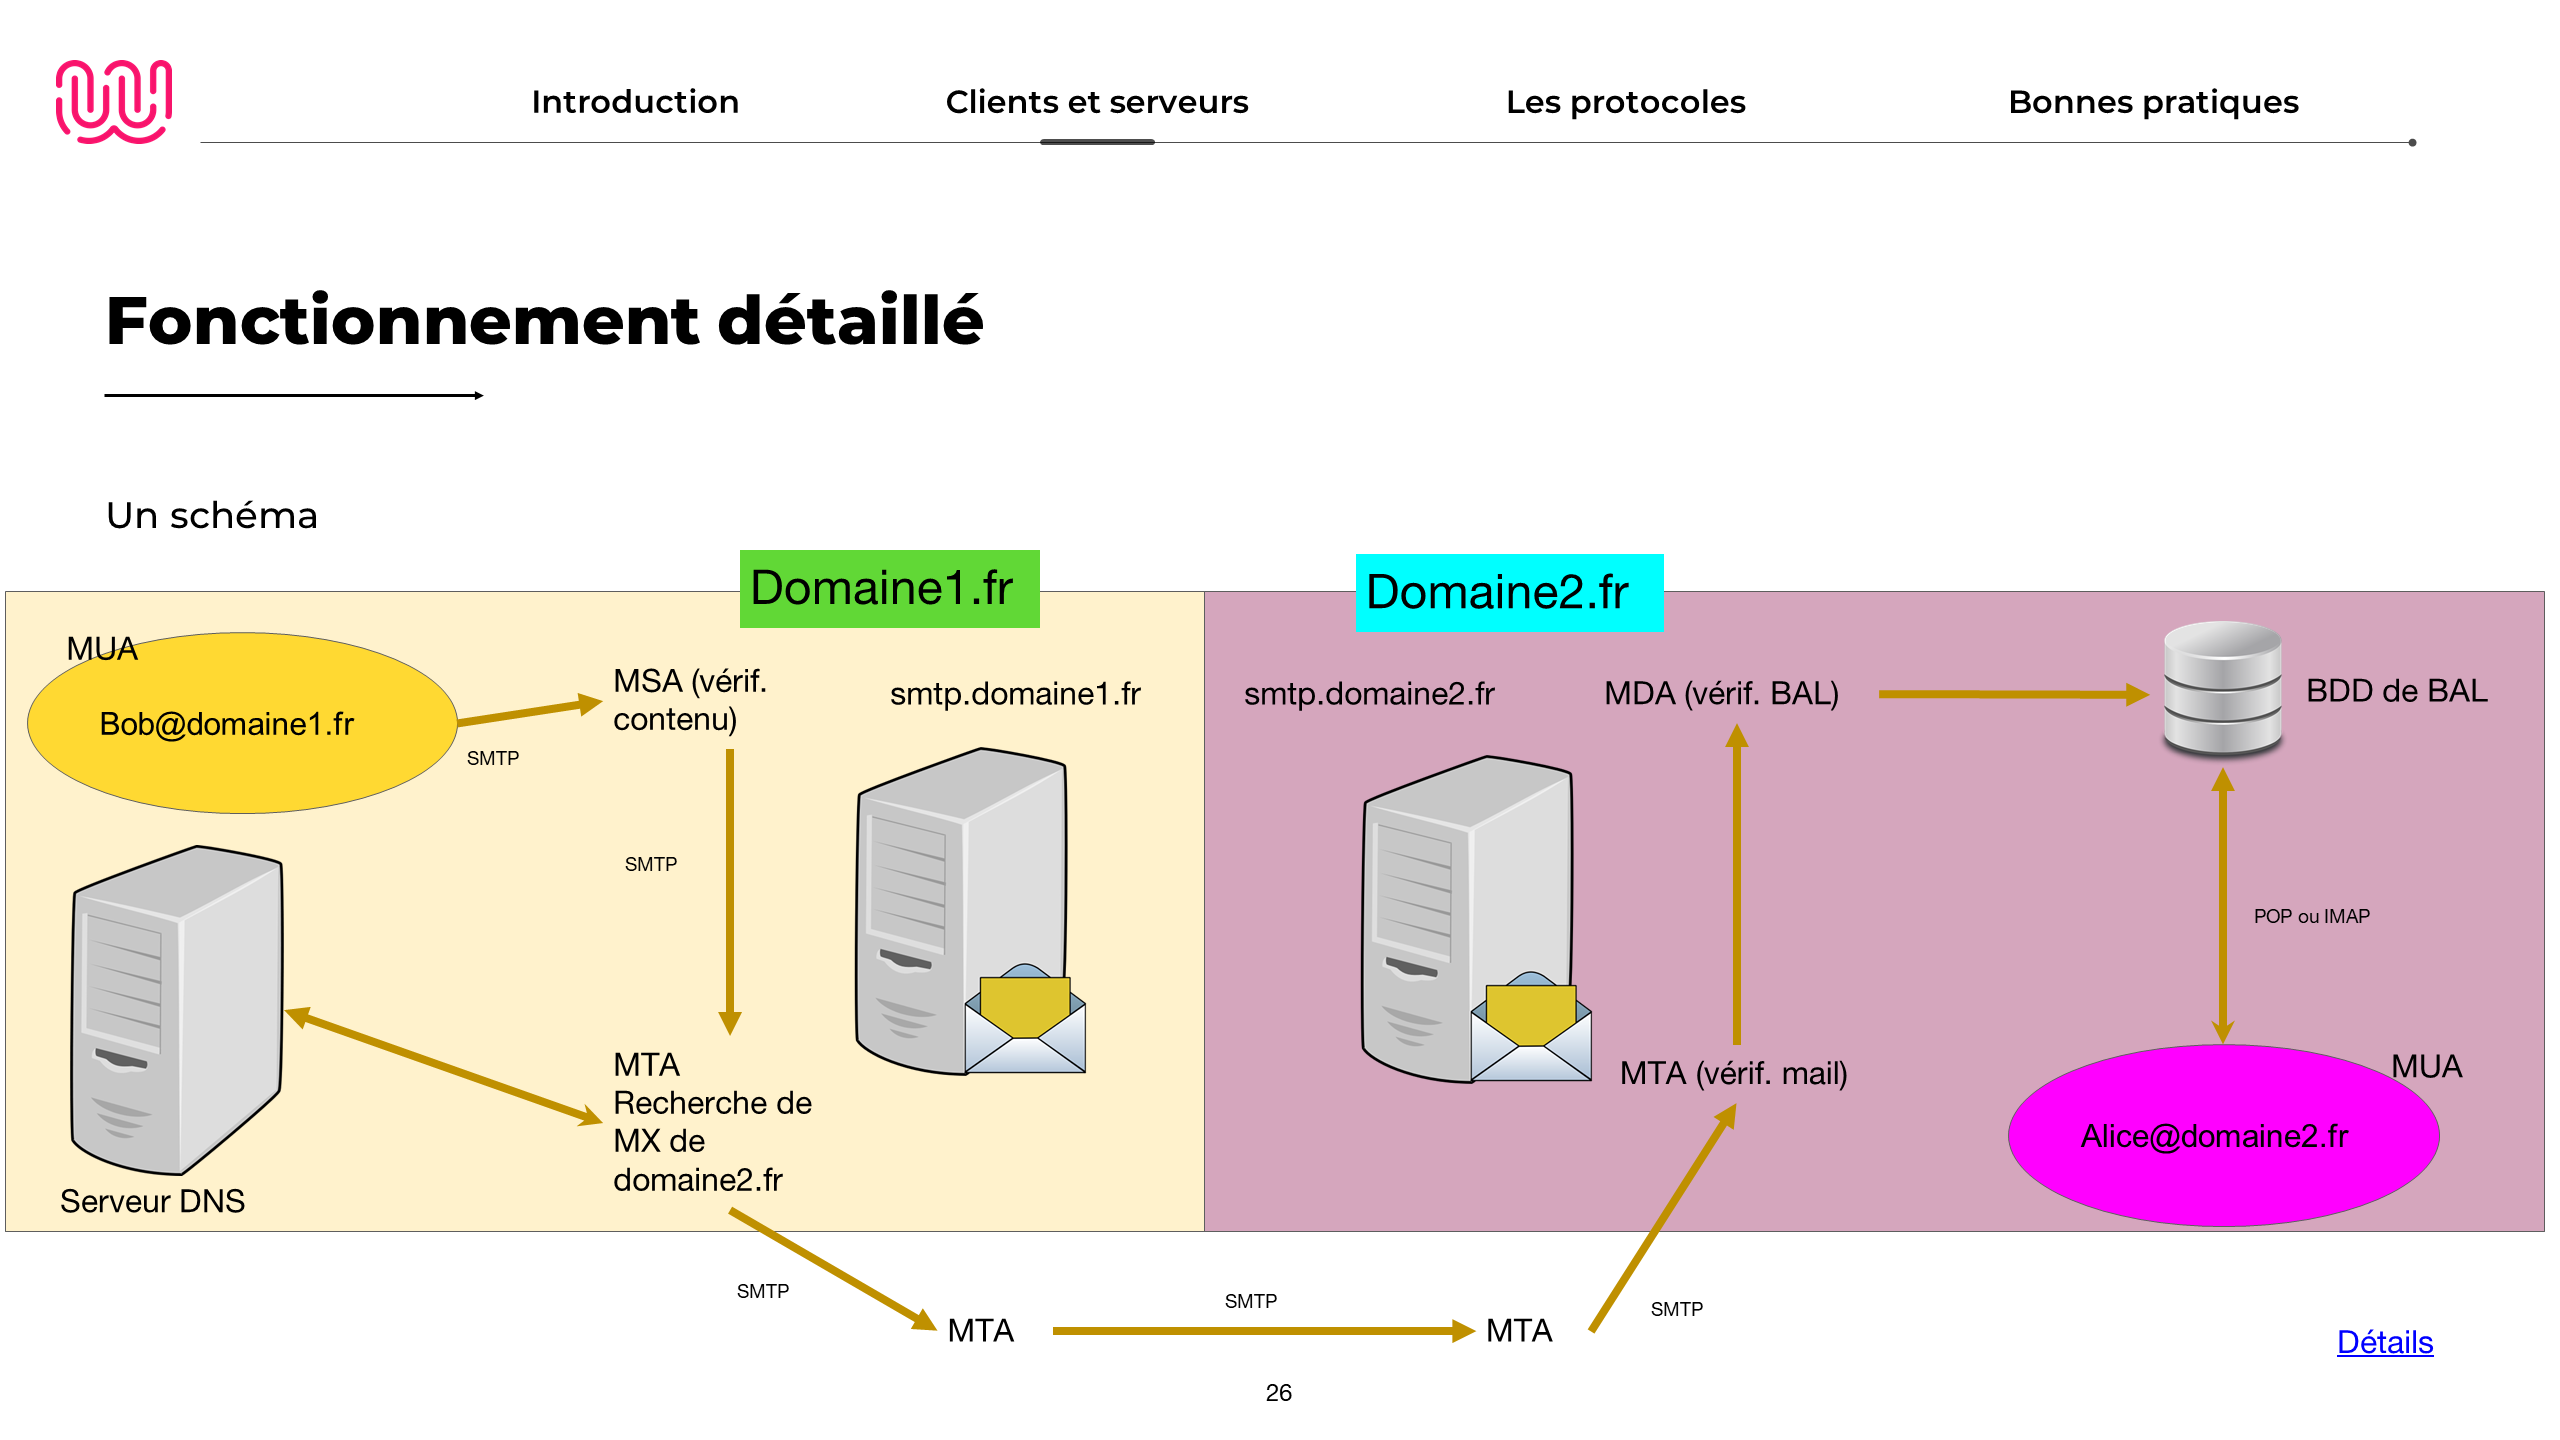 Introduction
Clients et serveurs
Les protocoles
Bonnes pratiques
Fonctionnement détaillé
Un schéma
Domaine1.fr
Domaine2.fr
MUA
Bob@domaine1.fr
SMTP
MSA (vérif.
contenu)
smtp.domaine1.fr
SMTP
Serveur DNS
MTA
Recherche de
MX de
domaine2.fr
smtp.domaine2.fr
MDA (vérif. BAL)
BDD de BAL
POP ou IMAP
MTA (vérif. mail)
MUA
Alice@domaine2.fr
SMTP
MTA
SMTP
MTA
SMTP
Détails
26